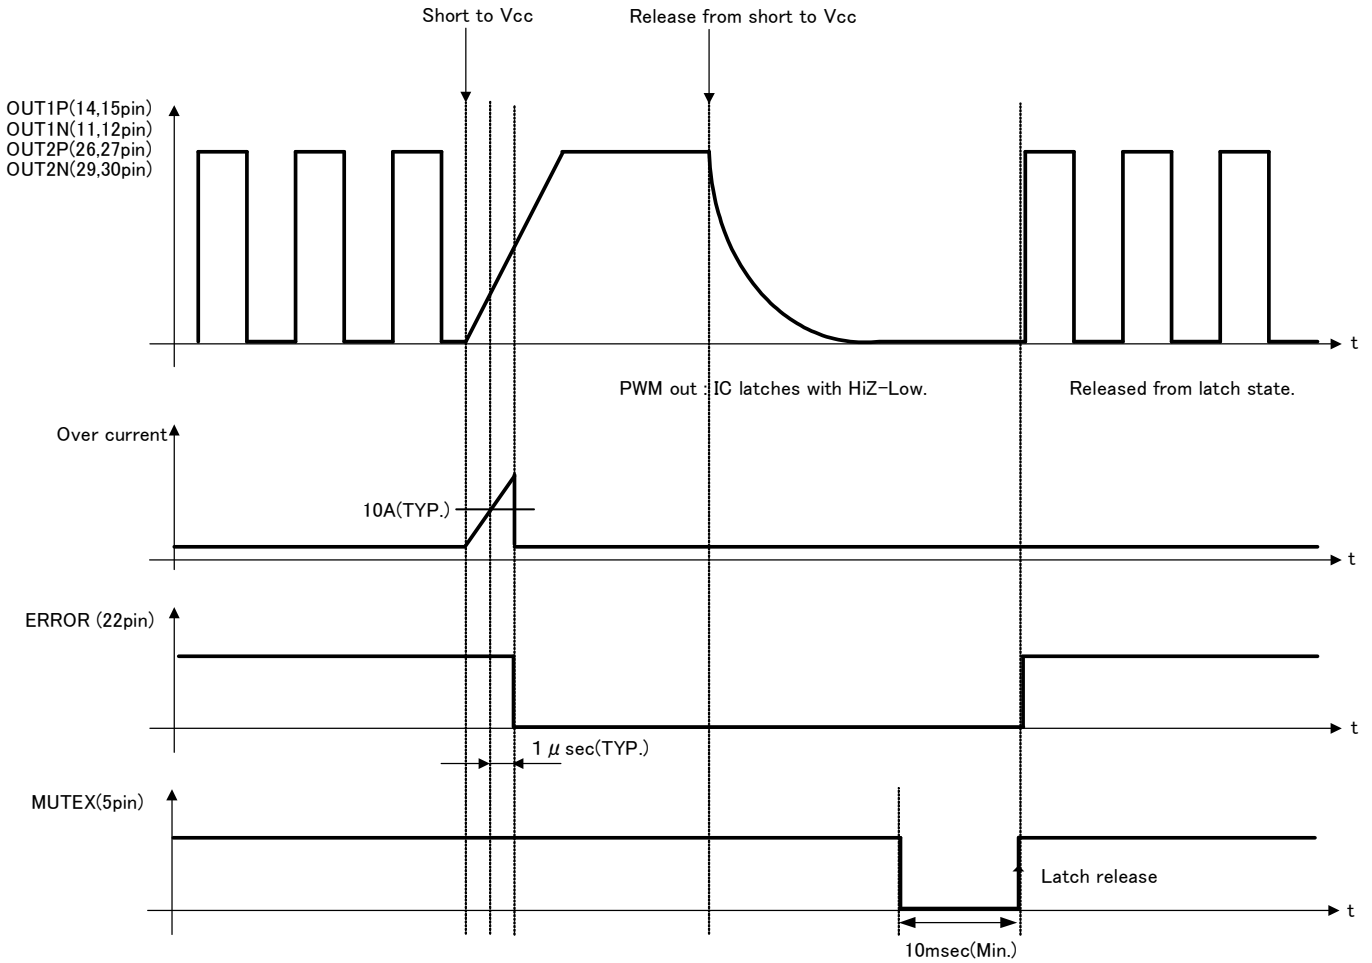 Short to Vcc
Release from short to Vcc
OUT1P(14,15pin)
OUT1N(11,12pin)
OUT2P(26,27pin)
OUT2N(29,30pin)
t
PWM out : IC latches with HiZ-Low.
Released from latch state.
Over current
10A(TYP.)
t
ERROR (22pin)
t
1 μ sec(TYP.)
MUTEX(5pin)
Latch release
t
10msec(Min.)